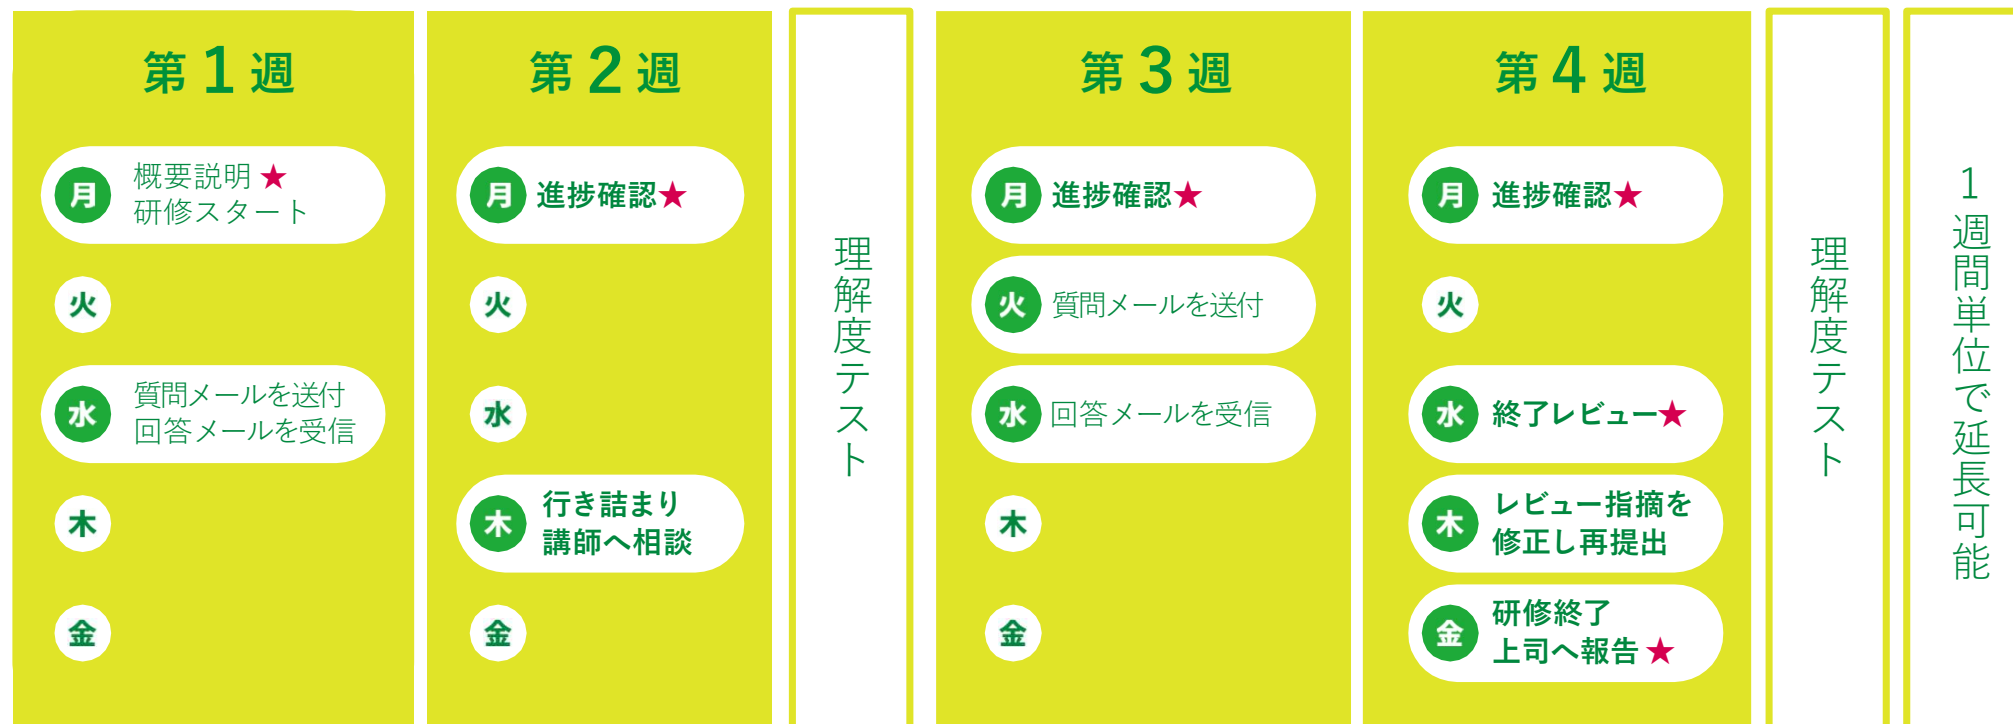 第1週
月 概要説明★
研修スタート
火
水 質問メールを送付
回答メールを受信
木
金
第2週
月 進捗確認★
火
水
木 行き詰まり
講師へ相談
金
理解度テスト
第3週
月 進捗確認★
火 質問メールを送付
水 回答メールを受信
木
金
第4週
月 進捗確認★
火
水 終了レビュー★
木 レビュー指摘を
修正し再提出
金 研修終了
上司へ報告★
理解度テスト
1週間単位で延長可能